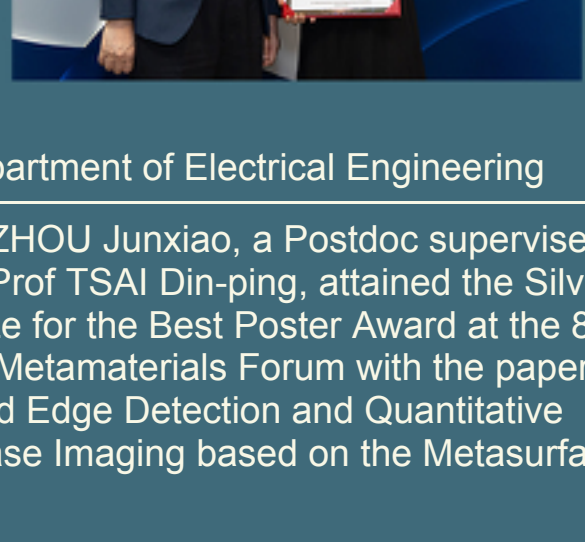 partment of Electrical Engineering
ZHOU Junxiao, a Postdoc supervise
Prof TSAI Din-ping, attained the Silv
e for the Best Poster Award at the 8
Metamaterials Forum with the paper
d Edge Detection and Quantitative
ase Imaging based on the Metasurfa